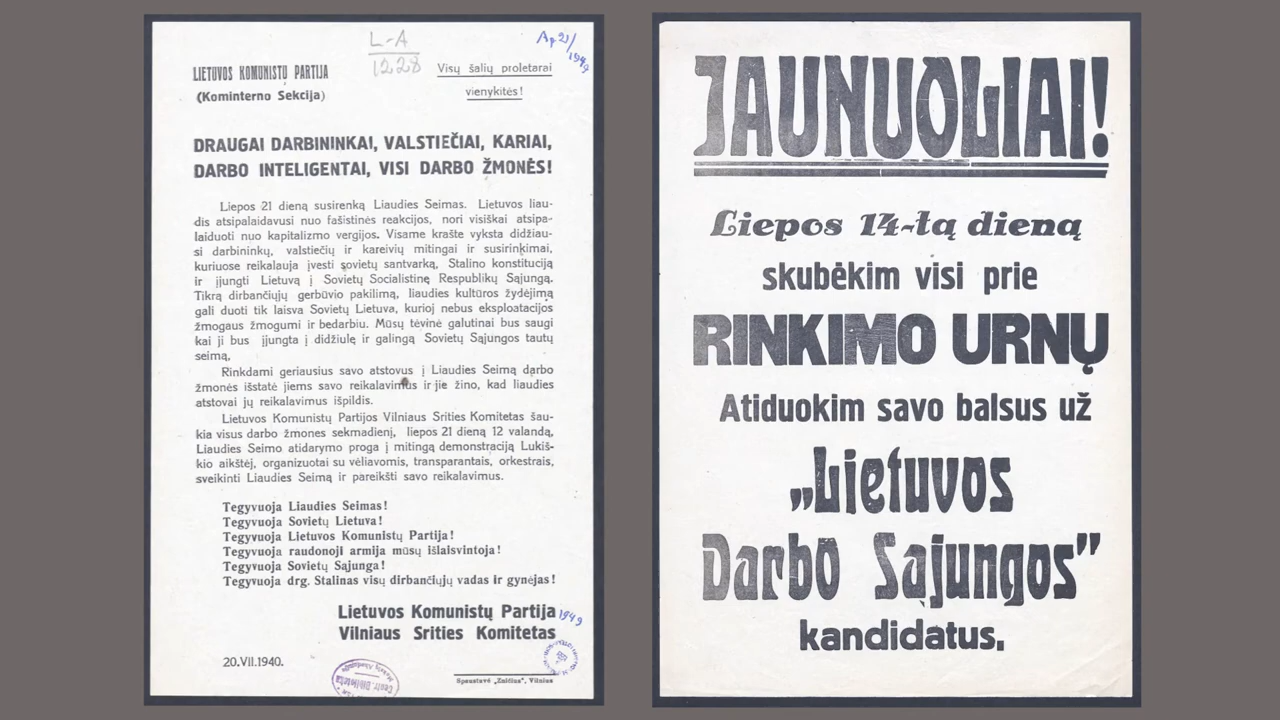 L-A
1228
Ap 21/
1949
LIETUVOS KOMUNISTŲ PARTIJA
(Kominterno Sekcija)
Visų šalių proletarai
vienykitės!
DRAUGAI DARBININKAI, VALSTIEČIAI, KARIAI,
DARBO INTELIGENTAI, VISI DARBO ŽMONĖS!
Liepos 21 dieną susirenką Liaudies Seimas. Lietuvos liau-
dis atsipalaidavusi nuo fašistinės reakcijos, nori visiškai atsipa-
laiduoti nuo kapitalizmo vergijos. Visame krašte vyksta didžiau-
si darbininkų, valstiečių ir kareivių mitingai ir susirinkimai,
kuriuose reikalauja įvesti sovietų santvarką, Stalino konstituciją
ir įjungti Lietuvą į Sovietų Socialistinę Respublikų Sąjungą.
Tikrą dirbančiųjų gerbūvio pakilimą, liaudies kultūros žydėjimą
gali duoti tik laisva Sovietų Lietuva, kurioj nebus eksploatacijos
žmogaus žmogumi ir bedarbiu. Mūsų tėvinė galutinai bus saugi
kai ji bus įjungta į didžiulę ir galingą Sovietų Sąjungos tautų
seimą,
Rinkdami geriausius savo atstovus į Liaudies Seimą darbo
žmonės išstatė jiems savo reikalavimus ir jie žino, kad liaudies
atstovai jų reikalavimus išpildis.
Lietuvos Komunistų Partijos Vilniaus Srities Komitetas šau-
kia visus darbo žmones sekmadienį, liepos 21 dieną 12 valandą,
Liaudies Seimo atidarymo proga į mitingą demonstraciją Lukiš-
kio aikštėj, organizuotai su vėliavomis, transparantais, orkestrais,
sveikinti Liaudies Seimą ir pareikšti savo reikalavimus.
Tegyvuoja Liaudies Seimas!
Tegyvuoja Sovietų Lietuva!
Tegyvuoja Lietuvos Komunistų Partija!
Tegyvuoja raudonoji armija mūsų išlaisvintoja!
Tegyvuoja Sovietų Sąjunga!
Tegyvuoja drg. Stalinas visų dirbančiųjų vadas ir gynėjas!
Lietuvos Komunistų Partija
1949
Vilniaus Srities Komitetas
20.VII.1940.
Centr. Biblioteka
Spaustuvė „Zničius", Vilnius
JAUNUOLIAI!
Liepos 14-tą dieną
skubėkim visi prie
RINKIMO URNŲ
Atiduokim savo balsus už
„Lietuvos
Darbo Sąjungos"
kandidatus.